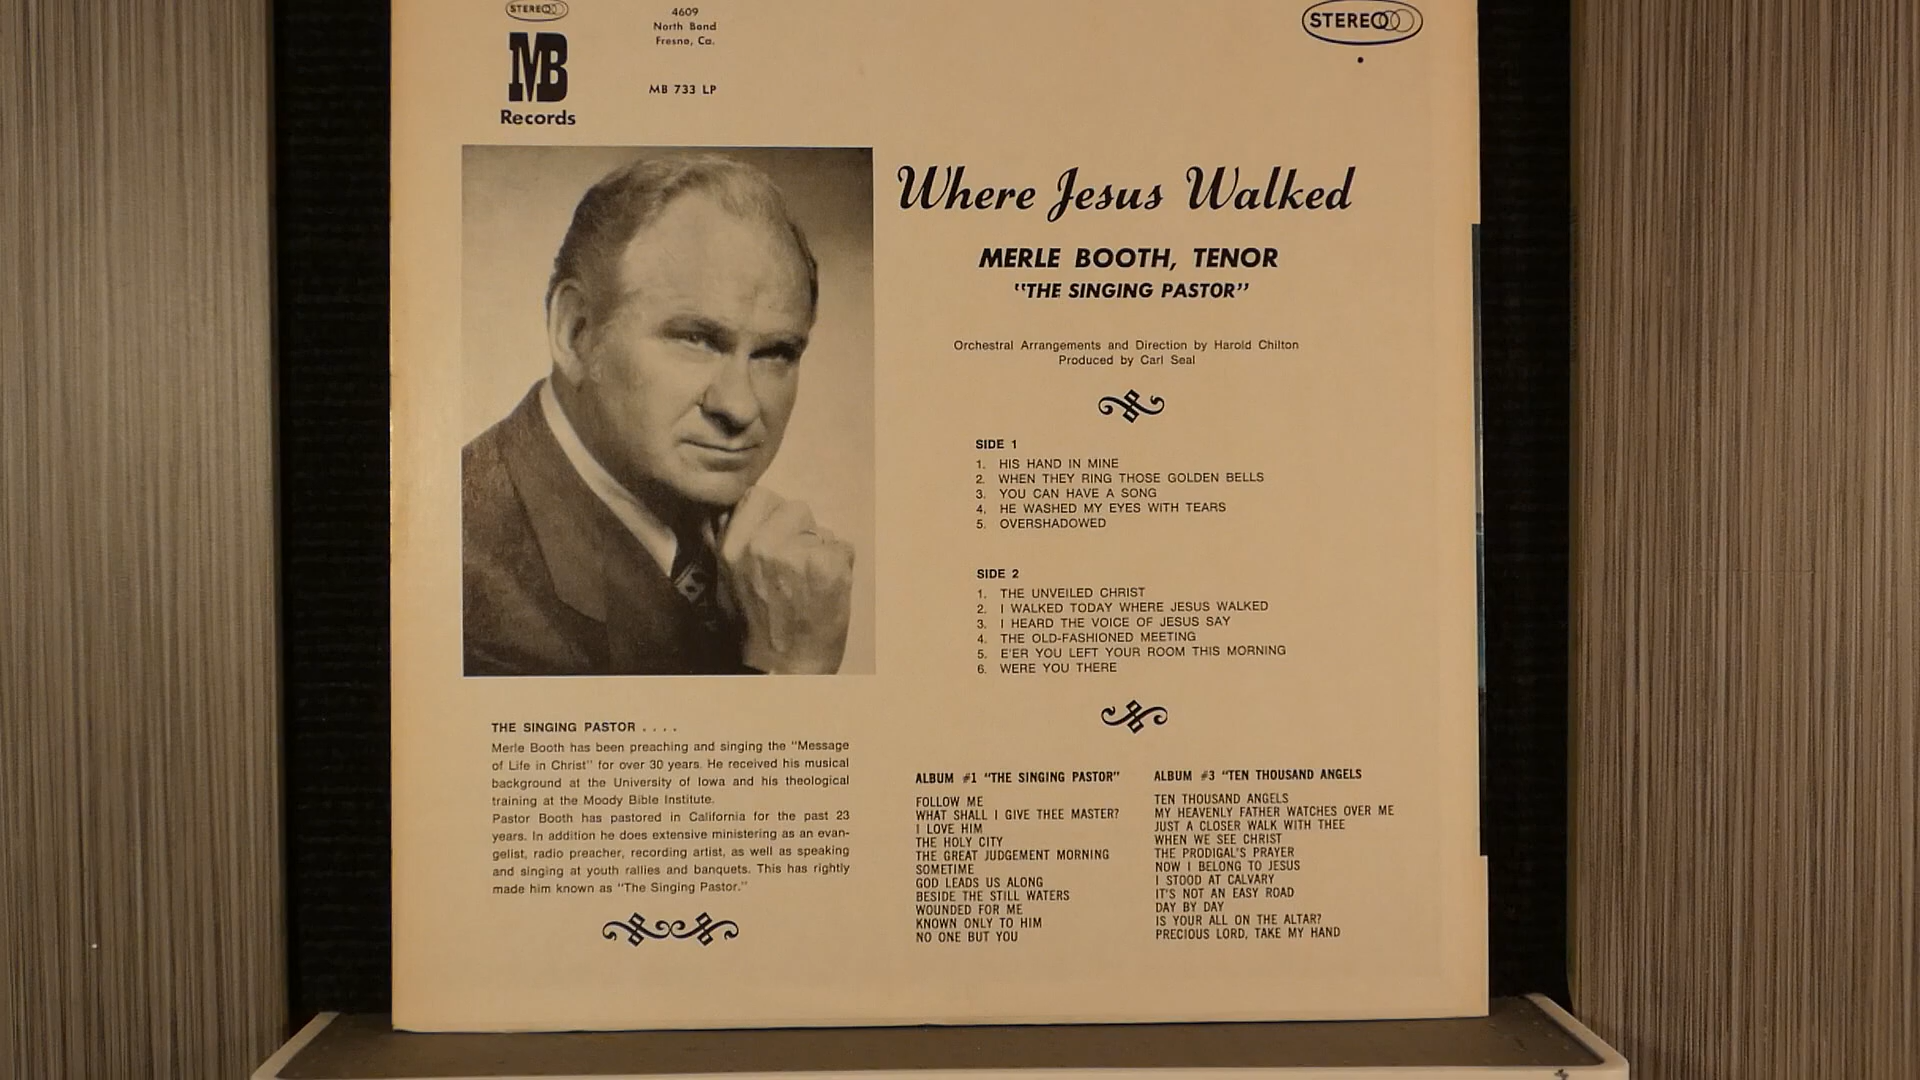 STEREO
MB
Records
4609
North Bond
Fresno, Ca.
MB 733 LP
STEREO
Where Jesus Walked
MERLE BOOTH, TENOR
"THE SINGING PASTOR"
Orchestral Arrangements and Direction by Harold Chilton
Produced by Carl Seal
SIDE 1
1. HIS HAND IN MINE
2. WHEN THEY RING THOSE GOLDEN BELLS
3. YOU CAN HAVE A SONG
4. HE WASHED MY EYES WITH TEARS
5. OVERSHADOWED
SIDE 2
1. THE UNVEILED CHRIST
2. I WALKED TODAY WHERE JESUS WALKED
3. I HEARD THE VOICE OF JESUS SAY
4. THE OLD-FASHIONED MEETING
5. E'ER YOU LEFT YOUR ROOM THIS MORNING
6. WERE YOU THERE
THE SINGING PASTOR . . . .
Merle Booth has been preaching and singing the "Message
of Life in Christ" for over 30 years. He received his musical
background at the University of Iowa and his theological
training at the Moody Bible Institute.
Pastor Booth has pastored in California for the past 23
years. In addition he does extensive ministering as an evan-
gelist, radio preacher, recording artist, as well as speaking
and singing at youth rallies and banquets. This has rightly
made him known as "The Singing Pastor."
ALBUM #1 "THE SINGING PASTOR"
FOLLOW ME
WHAT SHALL I GIVE THEE MASTER?
I LOVE HIM
THE HOLY CITY
THE GREAT JUDGEMENT MORNING
SOMETIME
GOD LEADS US ALONG
BESIDE THE STILL WATERS
WOUNDED FOR ME
KNOWN ONLY TO HIM
NO ONE BUT YOU
ALBUM #3 "TEN THOUSAND ANGELS
TEN THOUSAND ANGELS
MY HEAVENLY FATHER WATCHES OVER ME
JUST A CLOSER WALK WITH THEE
WHEN WE SEE CHRIST
THE PRODIGAL'S PRAYER
NOW I BELONG TO JESUS
I STOOD AT CALVARY
IT'S NOT AN EASY ROAD
DAY BY DAY
IS YOUR ALL ON THE ALTAR?
PRECIOUS LORD, TAKE MY HAND